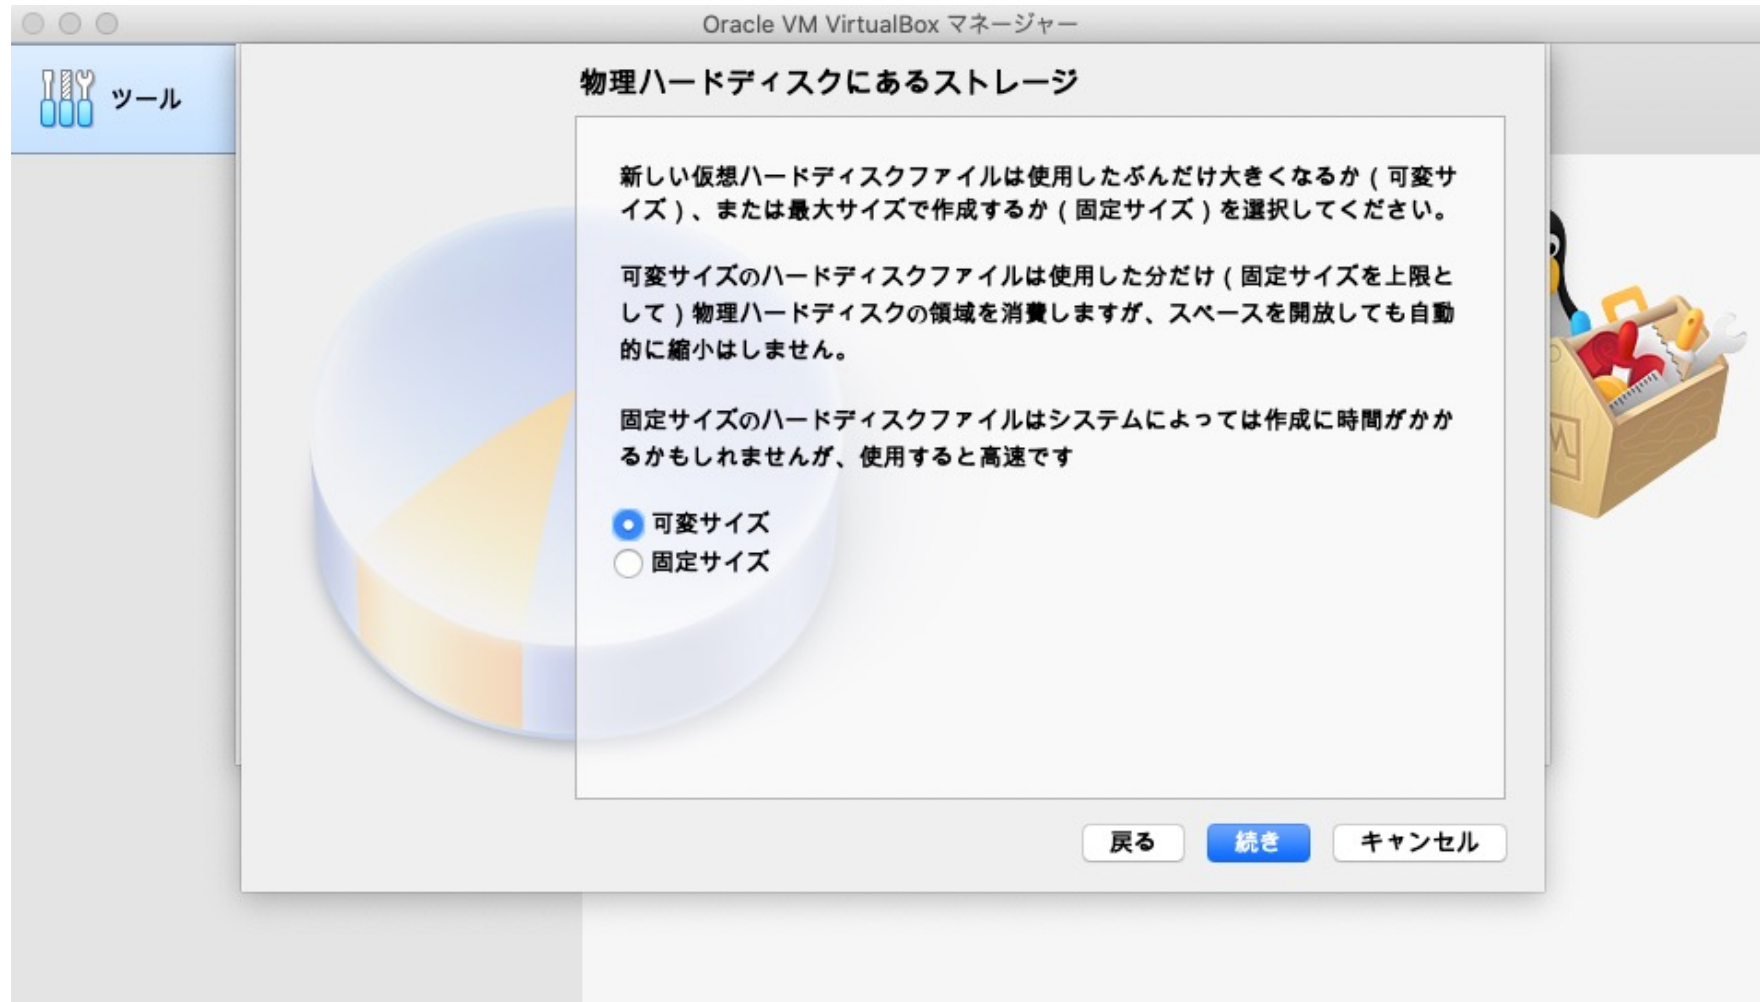 Oracle VM VirtualBox マネージャー
ツール
物理ハードディスクにあるストレージ
新しい仮想ハードディスクファイルは使用したぶんだけ大きくなるか ( 可変サ
イズ ) 、または最大サイズで作成するか ( 固定サイズ ) を選択してください。
可変サイズのハードディスクファイルは使用した分だけ ( 固定サイズを上限と
して ) 物理ハードディスクの領域を消費しますが、スペースを開放しても自動
的に縮小はしません。
固定サイズのハードディスクファイルはシステムによっては作成に時間がかか
るかもしれませんが、使用すると高速です
可変サイズ
固定サイズ
戻る 続き キャンセル